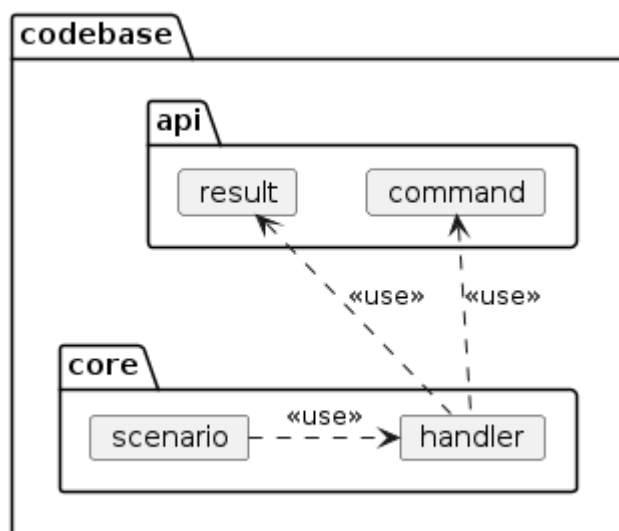 codebase
api
result command
«use» «use»
core
«use»
scenario handler